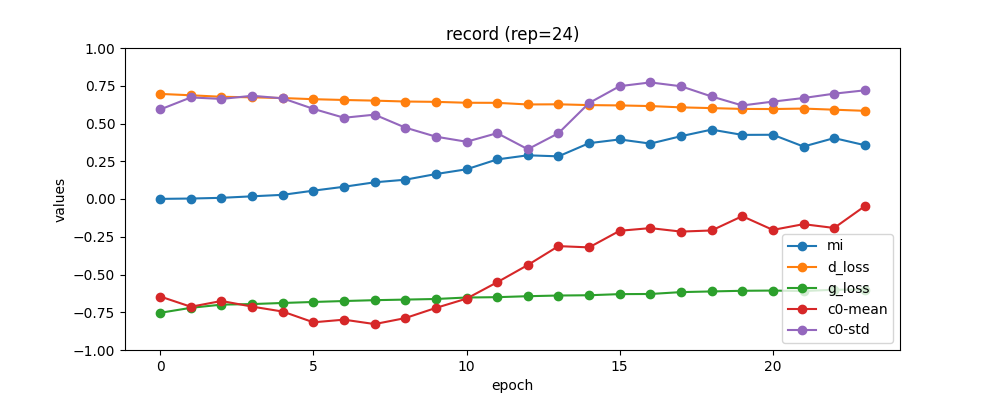 record (rep=24)
1.00
0.75
0.50
0.25
0.00
−0.25
−0.50
−0.75
−1.00
values
0 5 10 15 20
epoch
mi
d_loss
g_loss
c0-mean
c0-std